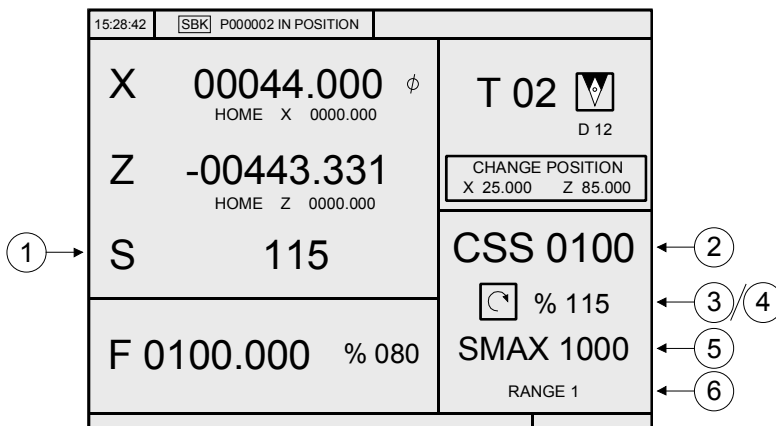 15:28:42 SBK P000002 IN POSITION
X 00044.000 ϕ
HOME X 0000.000
Z -00443.331
HOME Z 0000.000
S 115
F 0100.000 % 080
T 02
D 12
CHANGE POSITION
X 25.000 Z 85.000
CSS 0100
% 115
SMAX 1000
RANGE 1
1
2
3/4
5
6